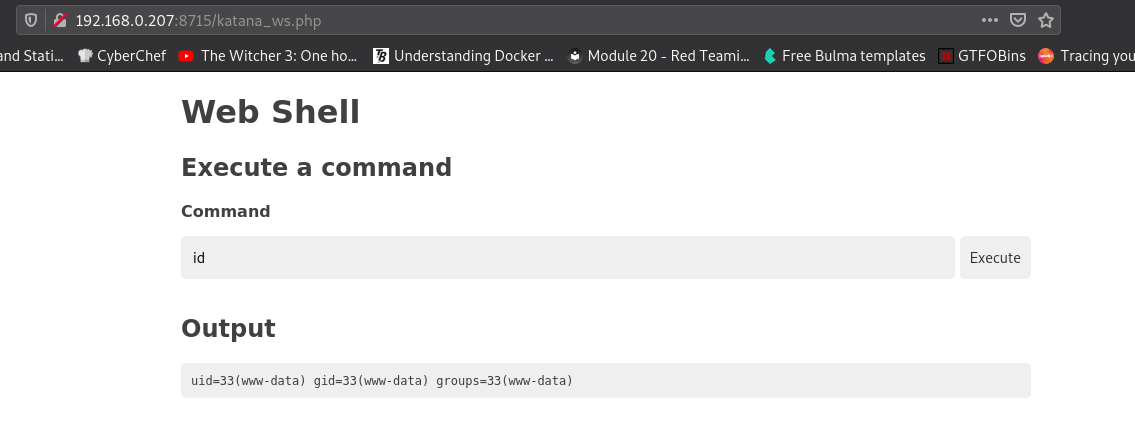 192.168.0.207:8715/katana_ws.php
and Stati... CyberChef The Witcher 3: One ho... TB Understanding Docker ... Module 20 - Red Teami... Free Bulma templates GTFOBins Tracing you
Web Shell
Execute a command
Command
id Execute
Output
uid=33(www-data) gid=33(www-data) groups=33(www-data)